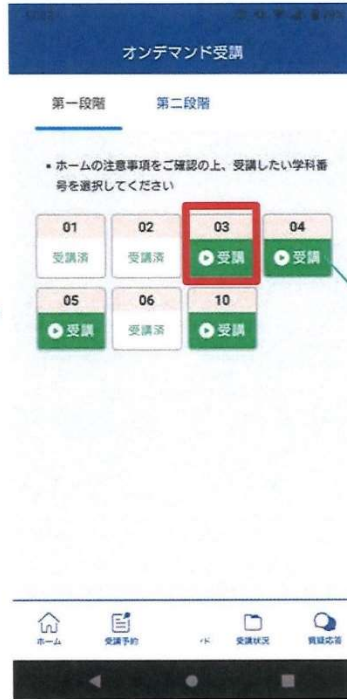 オンデマンド受講
第一段階 第二段階
• ホームの注意事項をご確認の上、受講したい学科番
号を選択してください
01 02 03 04
受講済 受講済 受講 受講
05 06 10
受講 受講済 受講
ホーム 受講予約 ド 受講状況 質疑応答